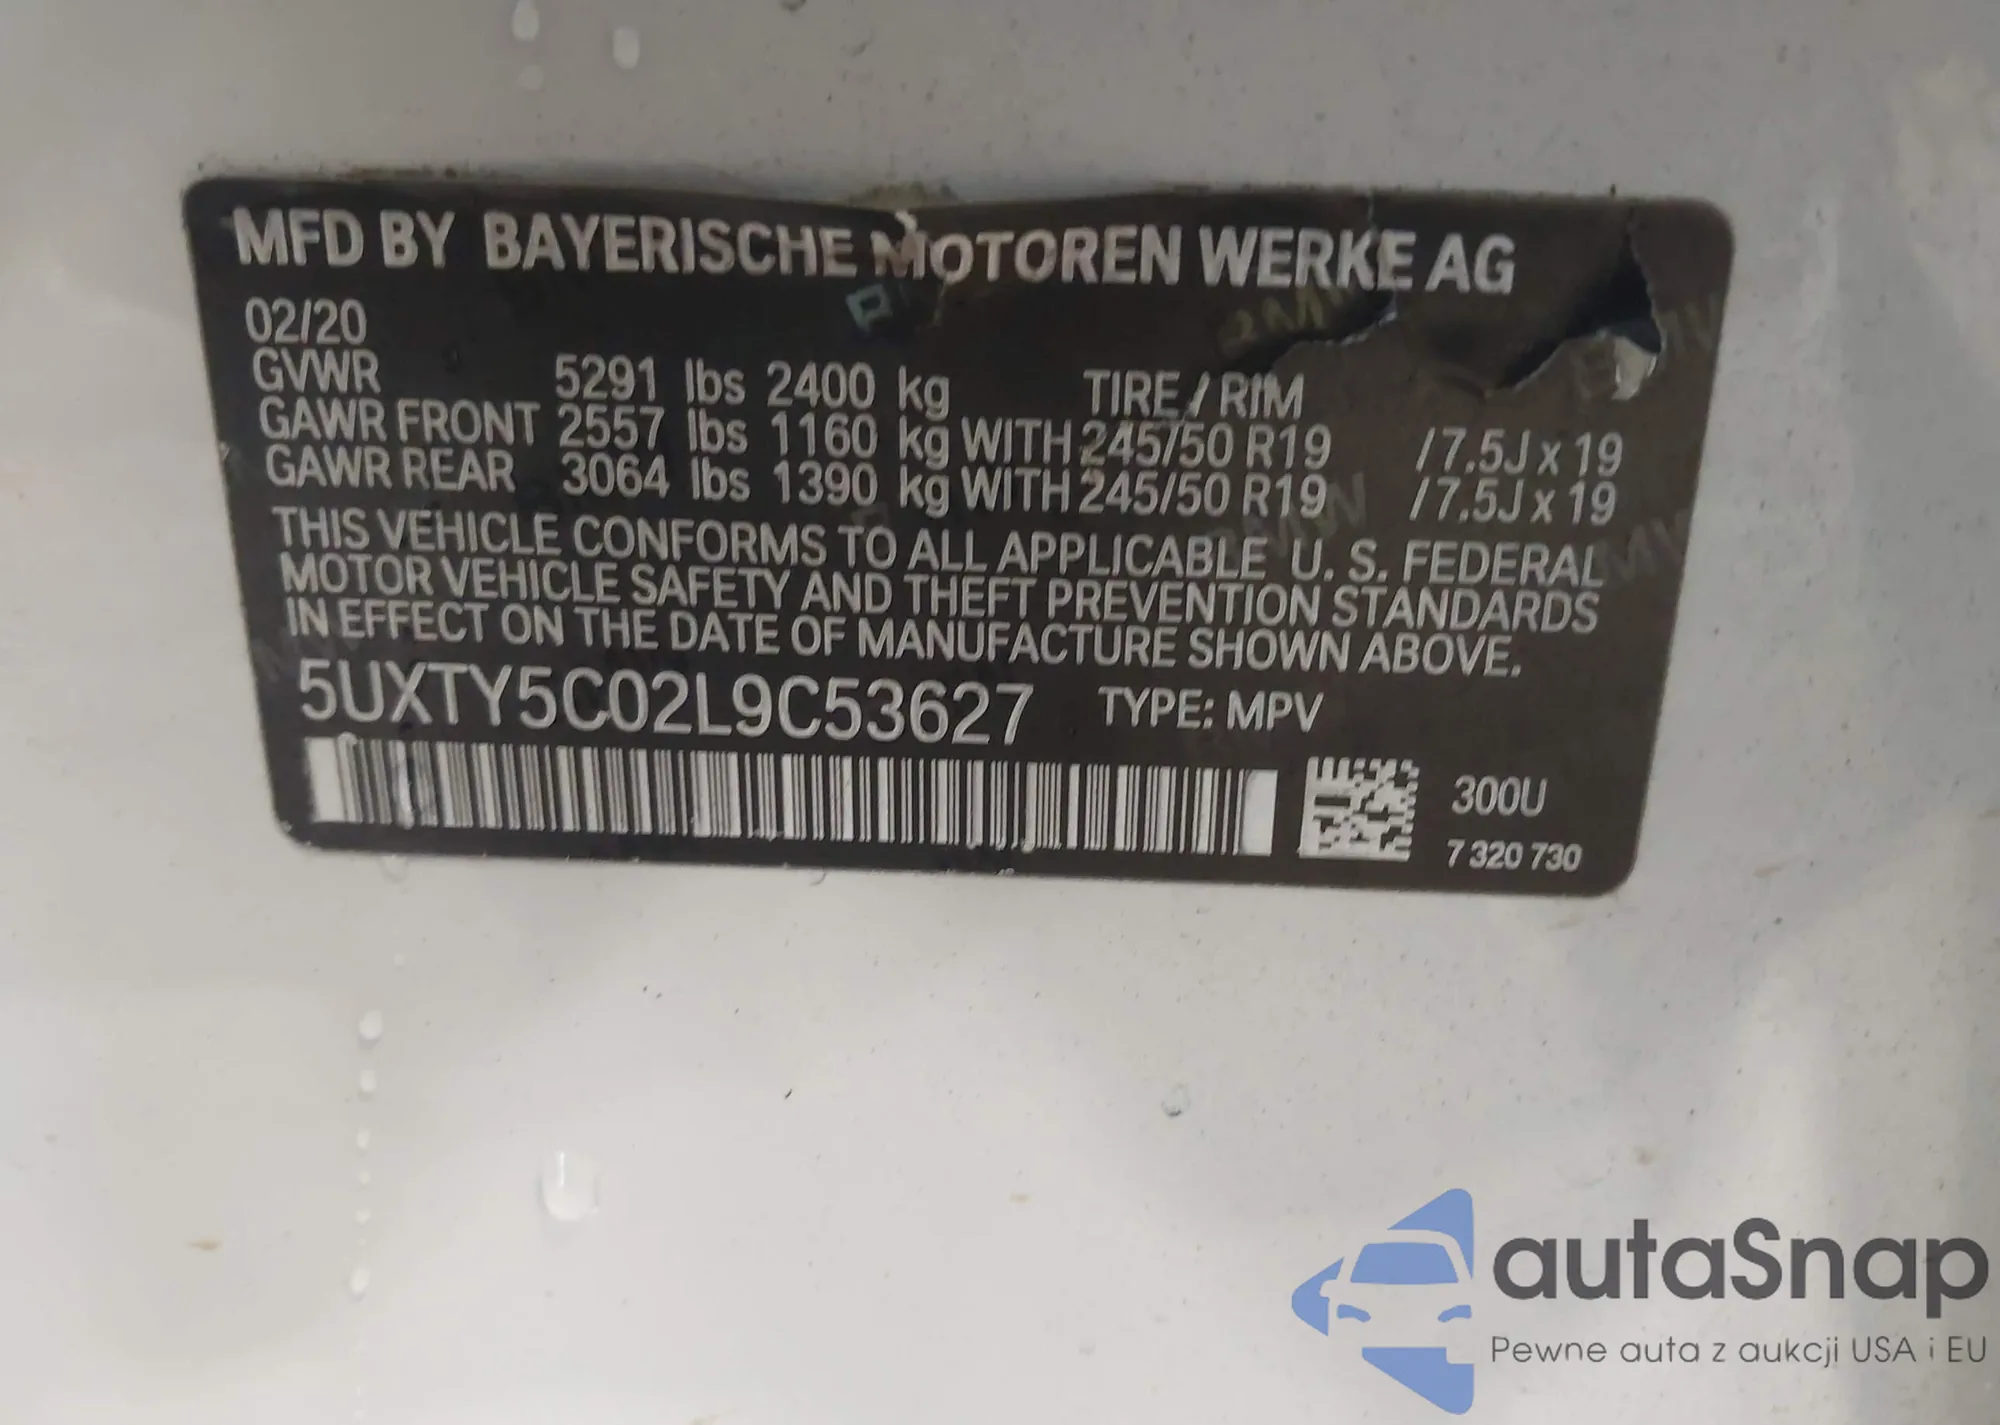 MFD BY BAYERISCHE MOTOREN WERKE AG
02/20
GVWR 5291 lbs 2400 kg TIRE / RIM
GAWR FRONT 2557 lbs 1160 kg WITH 245/50 R19 /7.5J x 19
GAWR REAR 3064 lbs 1390 kg WITH 245/50 R19 /7.5J x 19
THIS VEHICLE CONFORMS TO ALL APPLICABLE U. S. FEDERAL
MOTOR VEHICLE SAFETY AND THEFT PREVENTION STANDARDS
IN EFFECT ON THE DATE OF MANUFACTURE SHOWN ABOVE.
5UXTY5C02L9C53627 TYPE: MPV
300U
7 320 730
autaSnap
Pewne auta z aukcji USA i EU